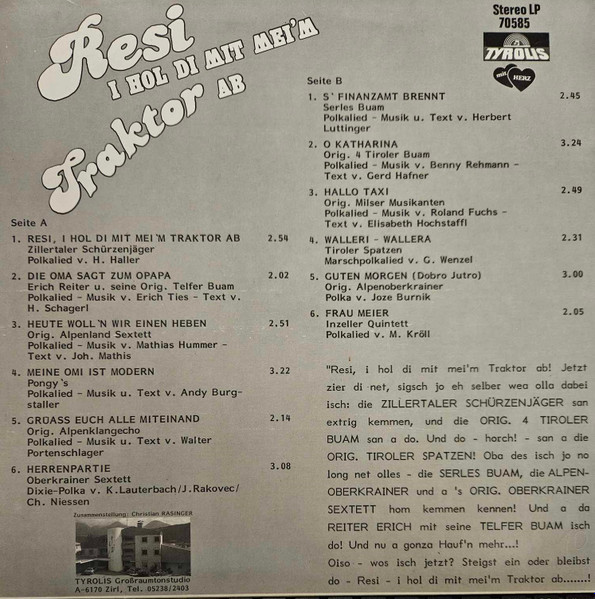 Resi
I HOL DI MIT MEI'M
Traktor AB
Stereo LP
70585
TYROLIS
mit HERZ
Seite A
1. RESI, I HOL DI MIT MEI'M TRAKTOR AB 2.54
Zillertaler Schürzenjäger
Polkalied v. H. Haller
2. DIE OMA SAGT ZUM OPAPA 2.02
Erich Reiter u. seine Orig. Telfer Buam
Polkalied - Musik v. Erich Ties - Text v.
H. Schagerl
3. HEUTE WOLL'N WIR EINEN HEBEN 2.51
Orig. Alpenland Sextett
Polkalied - Musik v. Mathias Hummer -
Text v. Joh. Mathis
4. MEINE OMI IST MODERN 3.22
Pongy's
Polkalied - Musik u. Text v. Andy Burg-
staller
5. GRÜASS EUCH ALLE MITEINAND 2.14
Orig. Alpenklangecho
Polkalied - Musik u. Text v. Walter
Portenschlager
6. HERRENPARTIE 3.08
Oberkrainer Sextett
Dixie-Polka v. K.Lauterbach/J.Rakovec/
Ch. Niessen
Zusammenstellung: Christian RASINGER
TYROLIS Großraumtonstudio
A-6170 Zirl, Tel. 05238/2403
Seite B
1. S' FINANZAMT BRENNT 2.45
Serles Buam
Polkalied - Musik u. Text v. Herbert
Luttinger
2. O KATHARINA 3.24
Orig. 4 Tiroler Buam
Polkalied - Musik v. Benny Rehmann -
Text v. Gerd Hafner
3. HALLO TAXI 2.49
Orig. Milser Musikanten
Polkalied - Musik v. Roland Fuchs -
Text v. Elisabeth Hochstaffl
4. WALLERI - WALLERA 2.31
Tiroler Spatzen
Marschpolkalied v. G. Wenzel
5. GUTEN MORGEN (Dobro Jutro) 3.00
Orig. Alpenoberkrainer
Polka v. Joze Burnik
6. FRAU MEIER 2.05
Inzeller Quintett
Polkalied v. M. Kröll
"Resi, i hol di mit mei'm Traktor ab! Jetzt
zier di net, sigsch jo eh selber wea olla dabei
isch: die ZILLERTALER SCHÜRZENJÄGER san
extrig kemmen, und die ORIG. 4 TIROLER
BUAM san a do. Und do - horch! - san a die
ORIG. TIROLER SPATZEN! Oba des isch jo no
long net olles - die SERLES BUAM, die ALPEN-
OBERKRAINER und a 's ORIG. OBERKRAINER
SEXTETT hom kemmen kennen! Und a da
REITER ERICH mit seine TELFER BUAM isch
do! Und nu a gonza Hauf'n mehr...!
Oiso - wos isch jetzt? Steigst ein oder bleibst
do - Resi - i hol di mit mei'm Traktor ab.......!